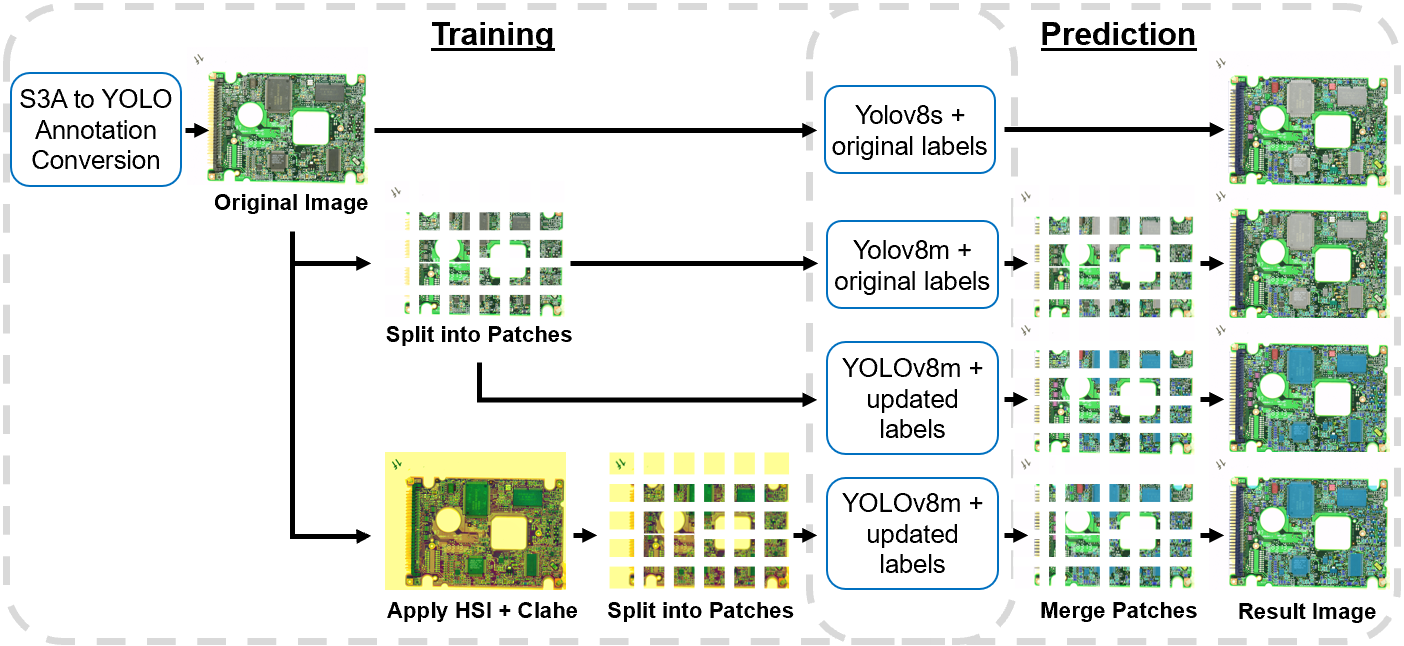 Training
Prediction
S3A to YOLO
Annotation
Conversion
Original Image
Yolov8s +
original labels
Split into Patches
Yolov8m +
original labels
YOLOv8m +
updated
labels
Apply HSI + Clahe
Split into Patches
YOLOv8m +
updated
labels
Merge Patches
Result Image